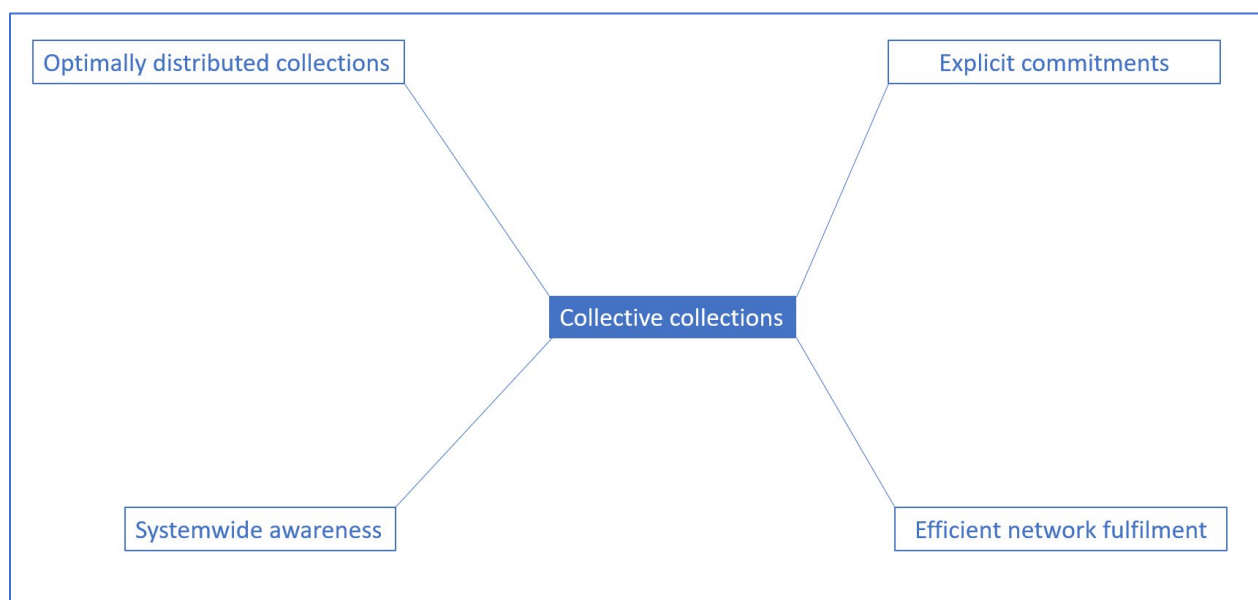 Optimally distributed collections
Explicit commitments
Collective collections
Systemwide awareness
Efficient network fulfilment